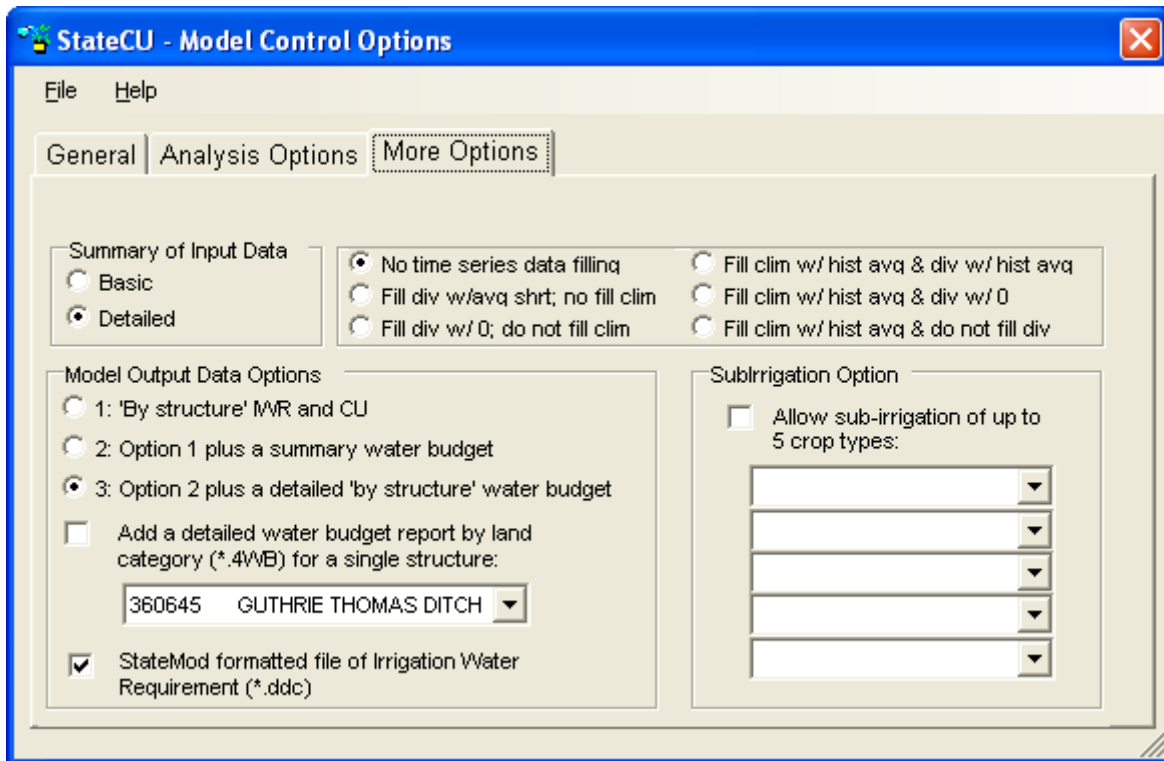 StateCU - Model Control Options
File Help
General Analysis Options More Options
Summary of Input Data
Basic
Detailed
No time series data filling
Fill div w/avg shrt; no fill clim
Fill div w/ 0; do not fill clim
Fill clim w/ hist avg & div w/ hist avg
Fill clim w/ hist avg & div w/ 0
Fill clim w/ hist avg & do not fill div
Model Output Data Options
1: 'By structure' IWR and CU
2: Option 1 plus a summary water budget
3: Option 2 plus a detailed 'by structure' water budget
Add a detailed water budget report by land
category (*.4WB) for a single structure:
360645 GUTHRIE THOMAS DITCH
StateMod formatted file of Irrigation Water
Requirement (*.ddc)
SubIrrigation Option
Allow sub-irrigation of up to
5 crop types: